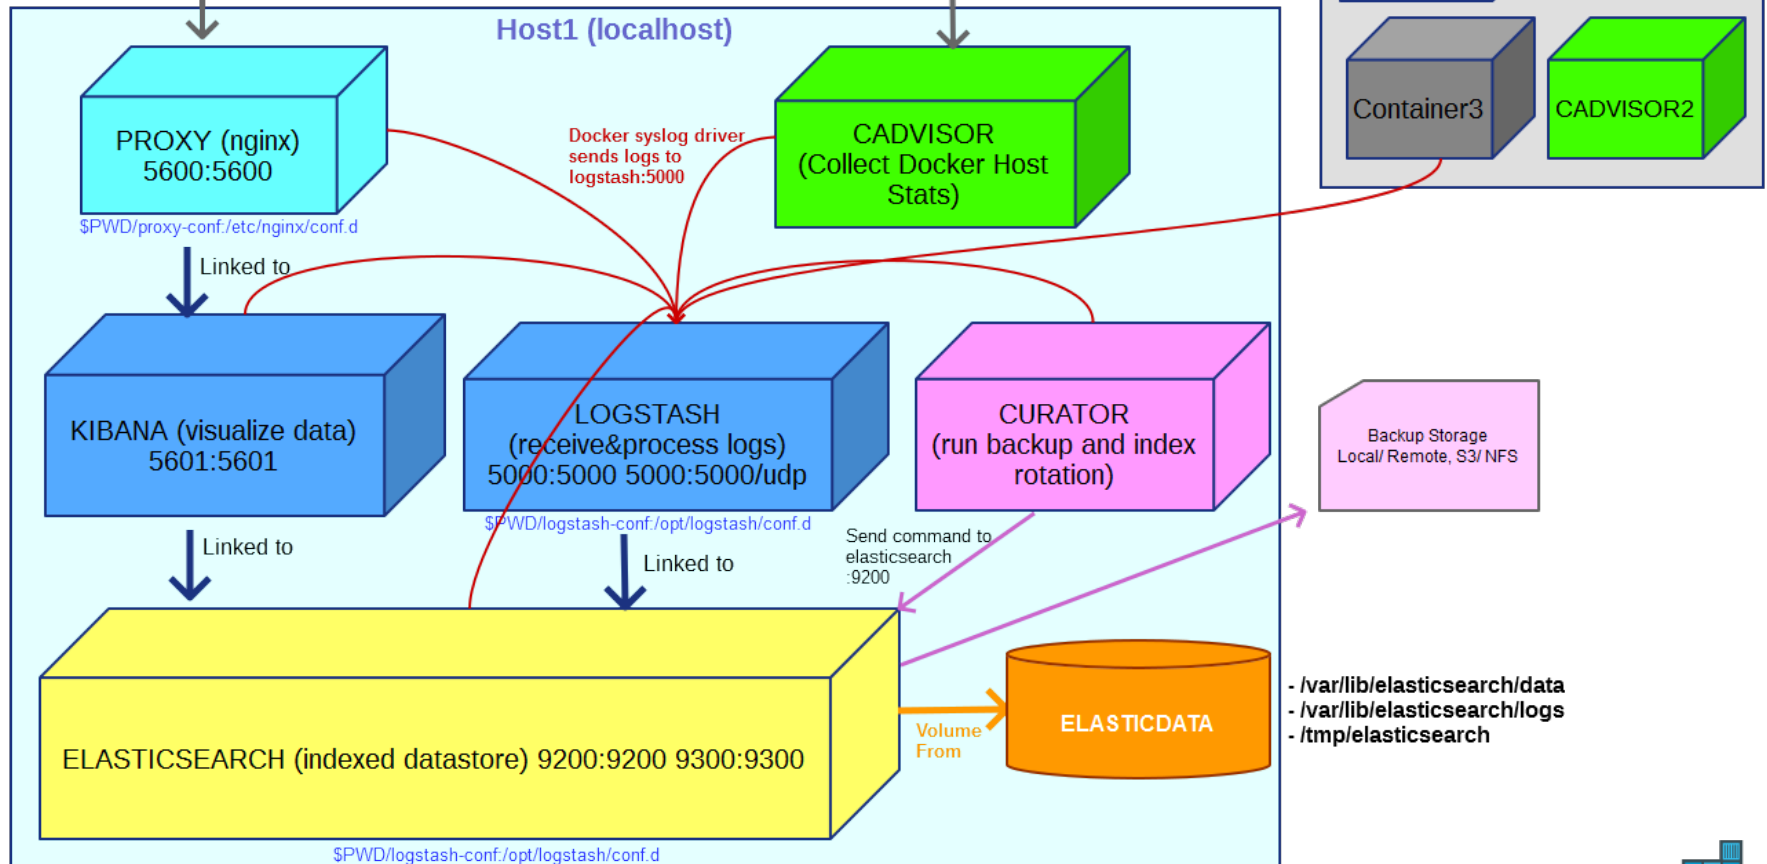 Host1 (localhost)
PROXY (nginx)
5600:5600
$PWD/proxy-conf:/etc/nginx/conf.d
Docker syslog driver
sends logs to
logstash:5000
CADVISOR
(Collect Docker Host
Stats)
Container3
CADVISOR2
Linked to
KIBANA (visualize data)
5601:5601
LOGSTASH
(receive&process logs)
5000:5000 5000:5000/udp
$PWD/logstash-conf:/opt/logstash/conf.d
CURATOR
(run backup and index
rotation)
Backup Storage
Local/ Remote, S3/ NFS
Linked to
Linked to
Send command to
elasticsearch
:9200
ELASTICSEARCH (indexed datastore) 9200:9200 9300:9300
Volume
From
ELASTICDATA
- /var/lib/elasticsearch/data
- /var/lib/elasticsearch/logs
- /tmp/elasticsearch
$PWD/logstash-conf:/opt/logstash/conf.d